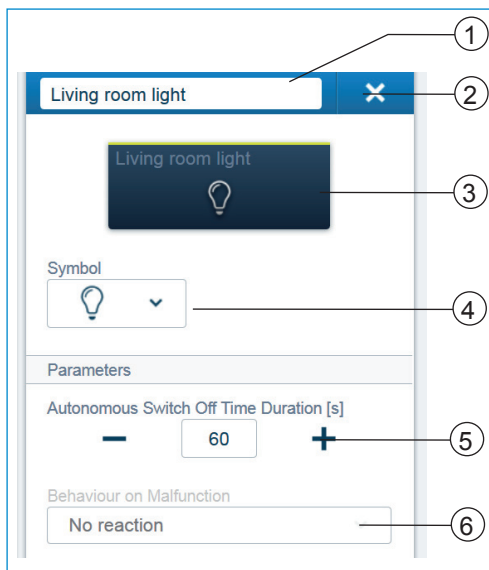 1
Living room light
2
Living room light
3
Symbol
4
Parameters
Autonomous Switch Off Time Duration [s]
60
5
Behaviour on Malfunction
No reaction
6